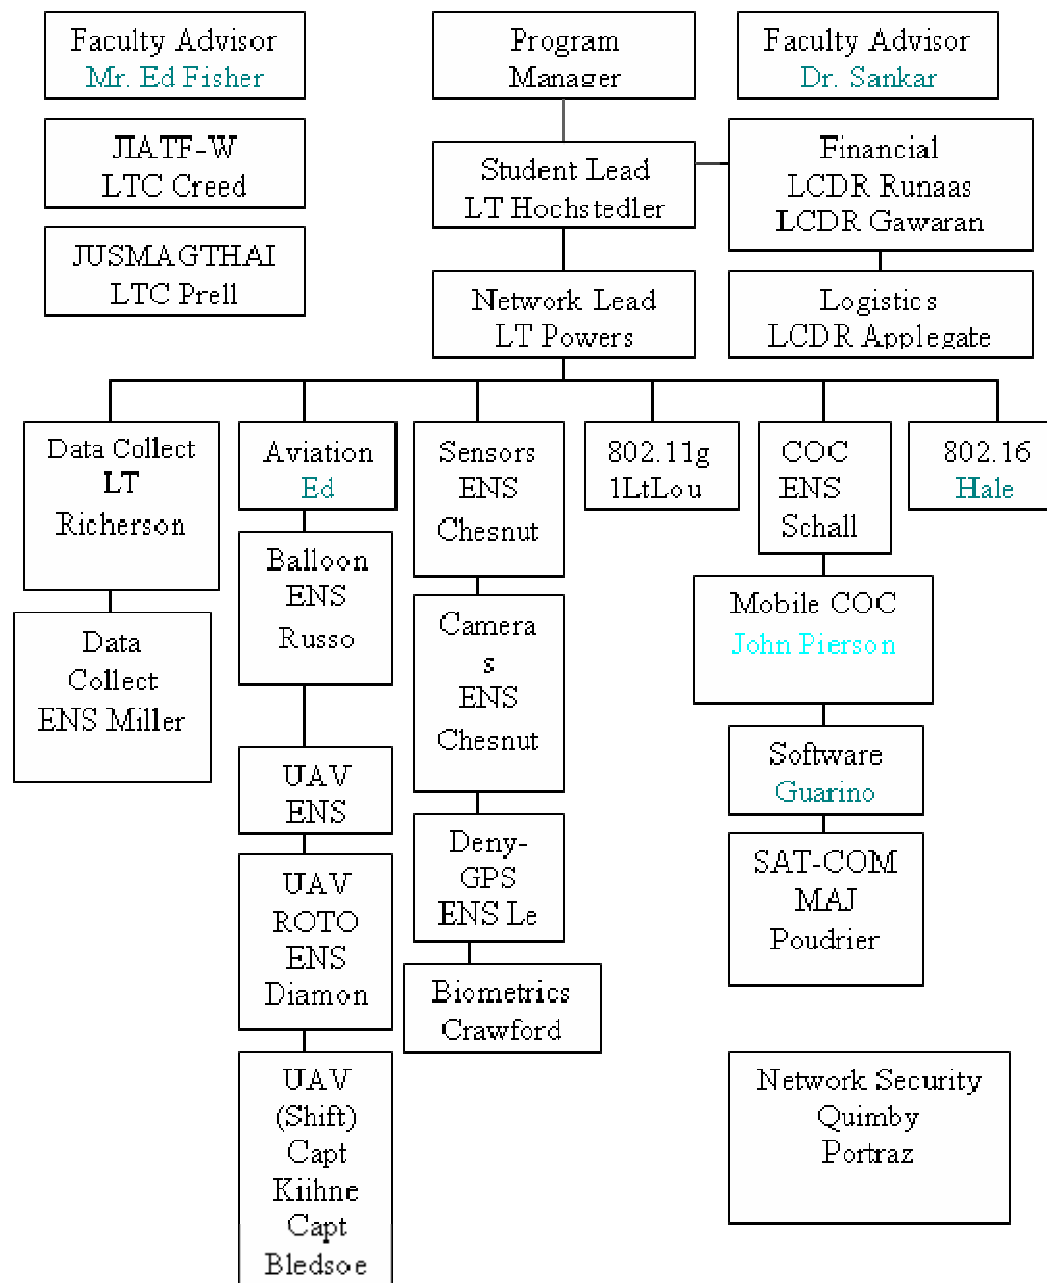 Faculty Advisor
Mr. Ed Fisher
Program
Manager
Faculty Advisor
Dr. Sankar
JIATF-W
LTC Creed
Student Lead
LT Hochstedler
Financial
LCDR Runaas
LCDR Gawaran
JUSMAGTHAI
LTC Prell
Network Lead
LT Powers
Logistics
LCDR Applegate
Data Collect
LT
Richerson
Aviation
Ed
Sensors
ENS
Chesnut
802.11g
1LtLou
COC
ENS
Schall
802.16
Hale
Data
Collect
ENS Miller
Balloon
ENS
Russo
Camera
s
ENS
Chesnut
Mobile COC
John Pierson
UAV
ENS
Software
Guarino
UAV
ROTO
ENS
Diamon
Deny-
GPS
ENS Le
SAT-COM
MAJ
Poudrier
Biometrics
Crawford
UAV
(Shift)
Capt
Kiihne
Capt
Bledsoe
Network Security
Quimby
Portraz